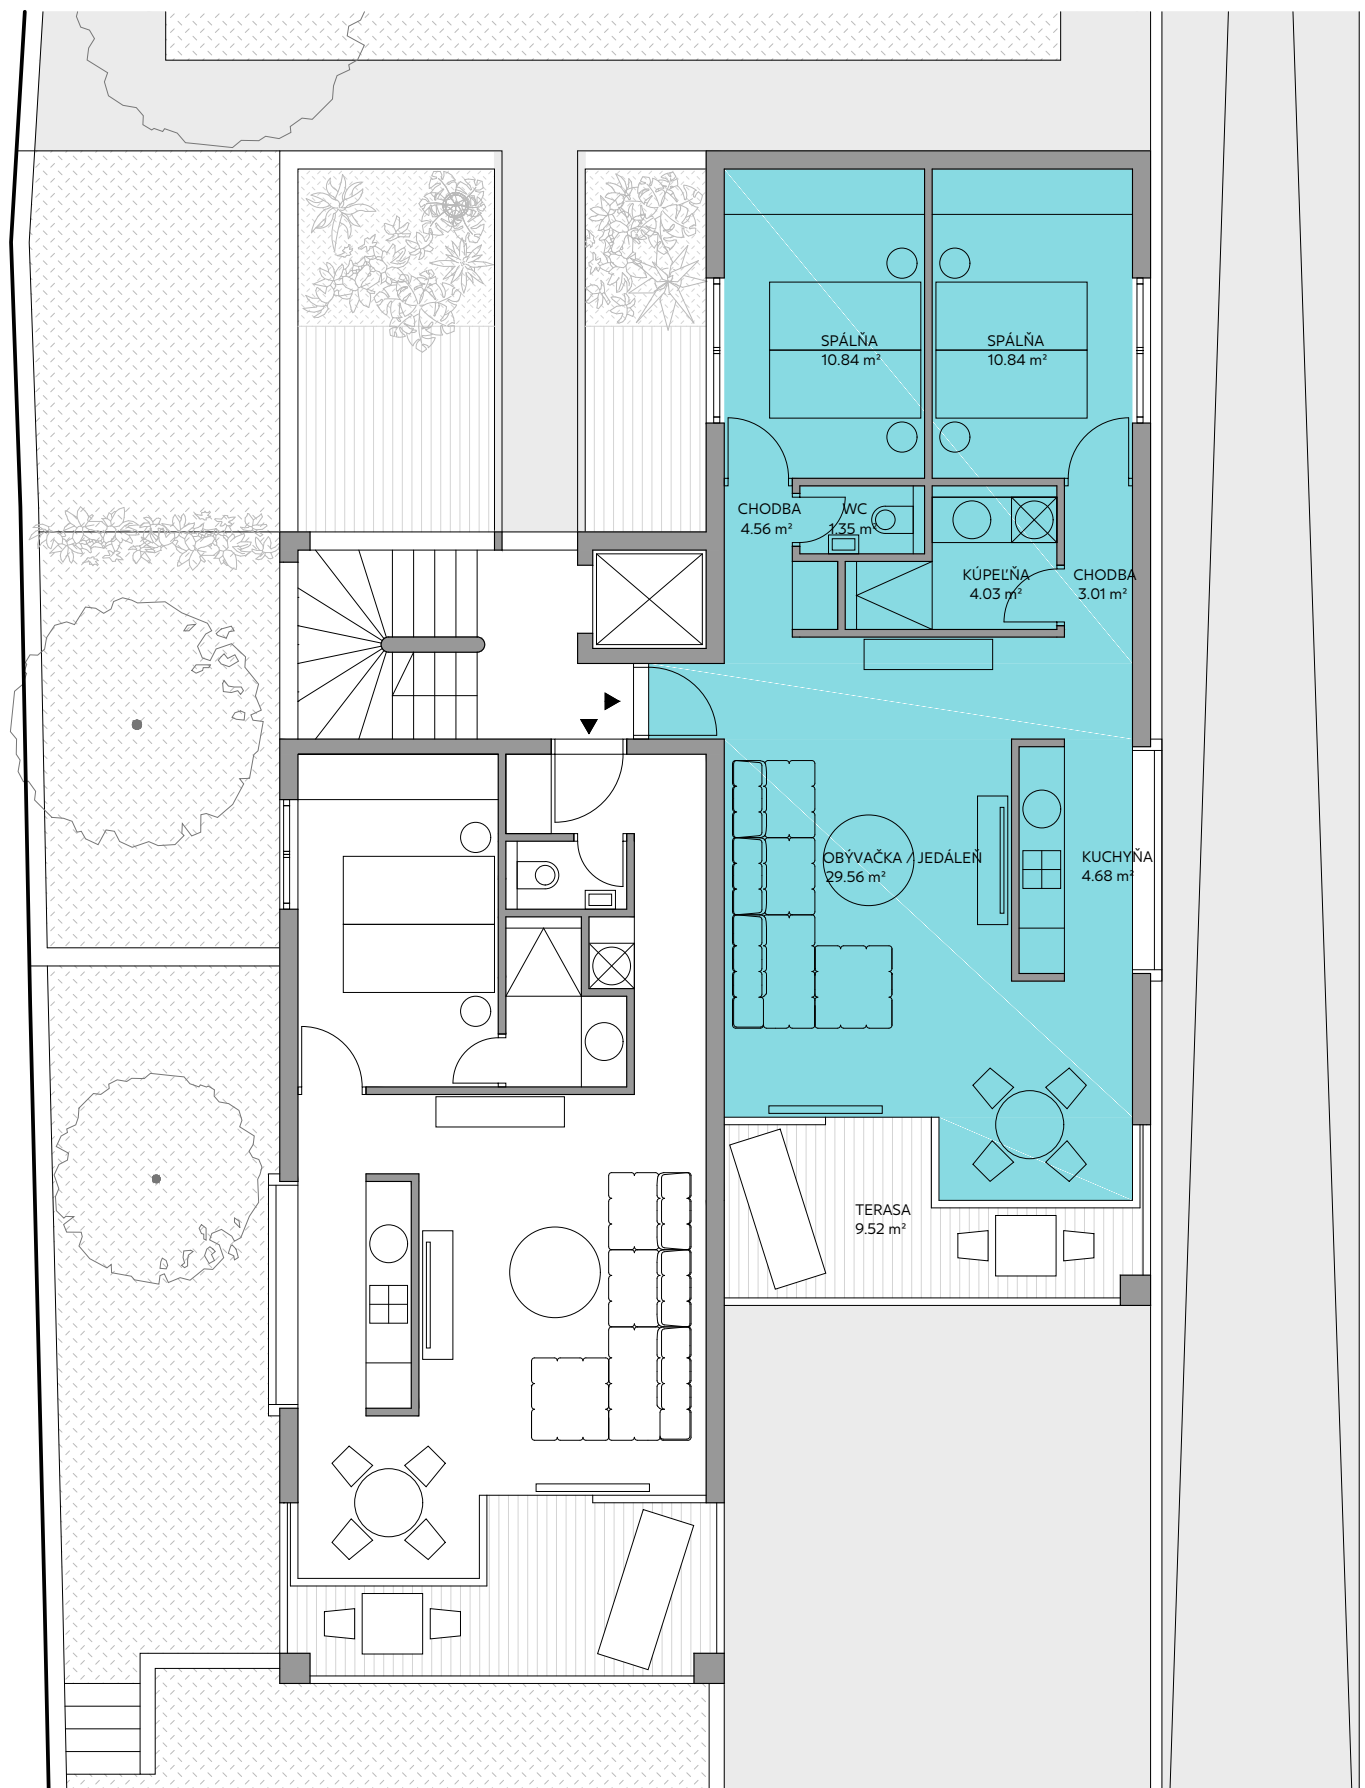 SPÁLŇA
10.84 m²
SPÁLŇA
10.84 m²
CHODBA
4.56 m²
WC
1.35 m²
KÚPEĽŇA
4.03 m²
CHODBA
3.01 m²
OBÝVAČKA / JEDÁLEŇ
29.56 m²
KUCHYŇA
4.68 m²
TERASA
9.52 m²